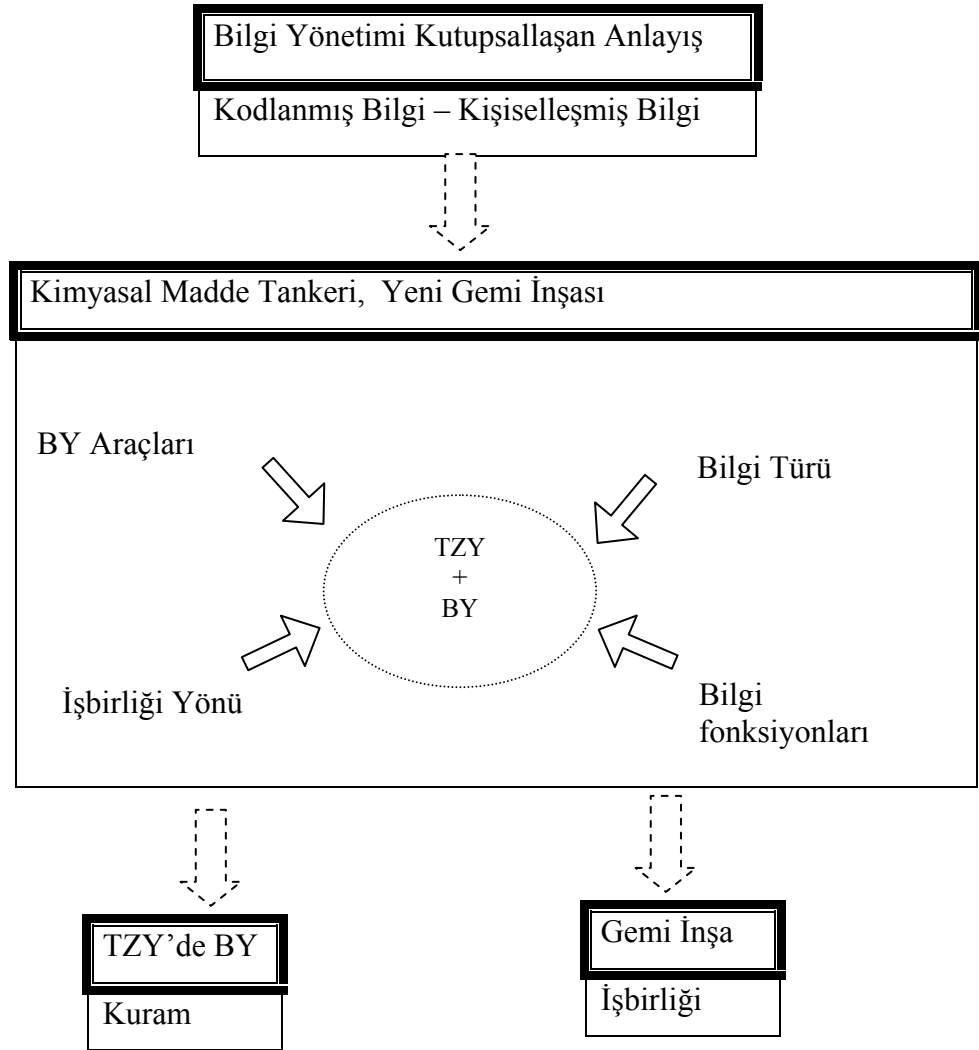 Bilgi Yönetimi Kutupsallaşan Anlayış
Kodlanmış Bilgi – Kişiselleşmiş Bilgi
Kimyasal Madde Tankeri, Yeni Gemi İnşası
BY Araçları
Bilgi Türü
TZY
+
BY
İşbirliği Yönü
Bilgi
fonksiyonları
TZY’de BY
Kuram
Gemi İnşa
İşbirliği